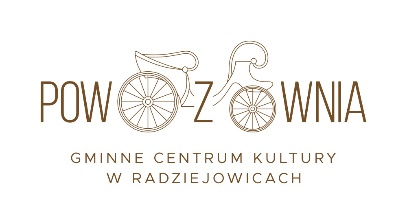 POWOZOWNIA
GMINNE CENTRUM KULTURY
W RADZIEJOWICACH